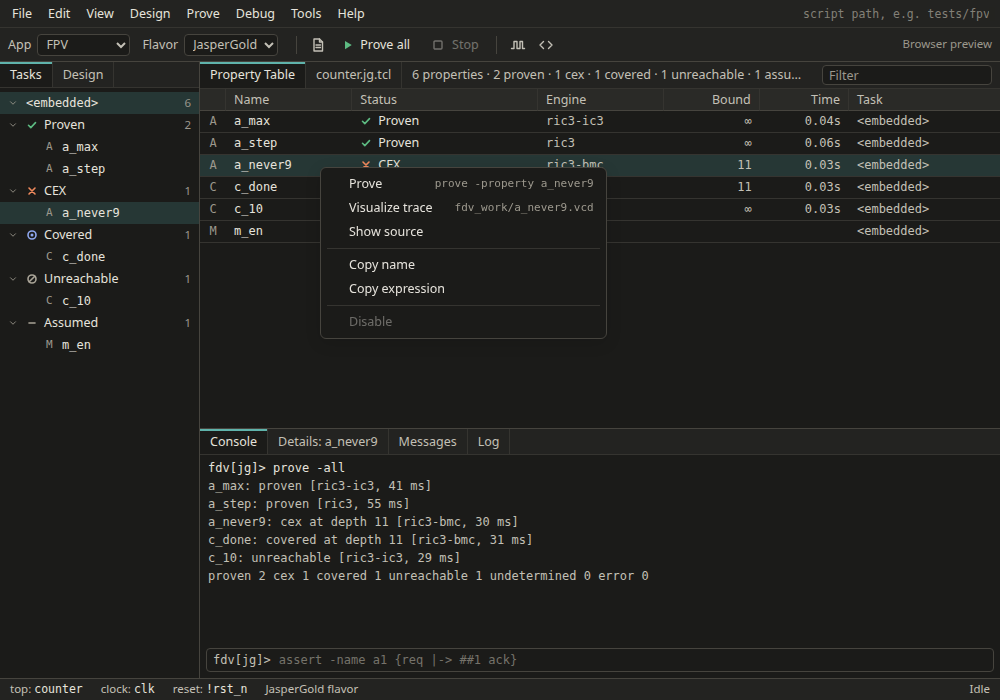 File Edit View Design Prove Debug Tools Help script path, e.g. tests/fpv
App FPV Flavor JasperGold Prove all Stop Browser preview
Tasks Design
<embedded> 6
Proven 2
A a_max
A a_step
CEX 1
A a_never9
Covered 1
C c_done
Unreachable 1
C c_10
Assumed 1
M m_en
Property Table counter.jg.tcl 6 properties · 2 proven · 1 cex · 1 covered · 1 unreachable · 1 assu... Filter
Name Status Engine Bound Time Task
A a_max Proven ric3-ic3 ∞ 0.04s <embedded>
A a_step Proven ric3 ∞ 0.06s <embedded>
A a_never9 CEX ric3-bmc 11 0.03s <embedded>
C c_done 11 0.03s <embedded>
C c_10 ∞ 0.03s <embedded>
M m_en <embedded>
Prove prove -property a_never9
Visualize trace fdv_work/a_never9.vcd
Show source
Copy name
Copy expression
Disable
Console Details: a_never9 Messages Log
fdv[jg]> prove -all
a_max: proven [ric3-ic3, 41 ms]
a_step: proven [ric3, 55 ms]
a_never9: cex at depth 11 [ric3-bmc, 30 ms]
c_done: covered at depth 11 [ric3-bmc, 31 ms]
c_10: unreachable [ric3-ic3, 29 ms]
proven 2 cex 1 covered 1 unreachable 1 undetermined 0 error 0
fdv[jg]> assert -name a1 {req |-> ##1 ack}
top: counter clock: clk reset: !rst_n JasperGold flavor Idle